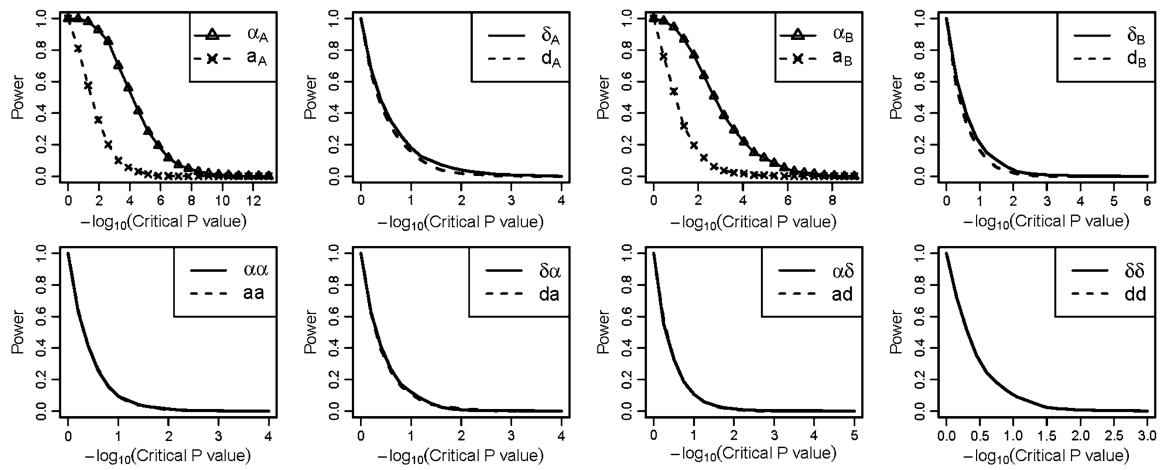 Power
1.0
0.8
0.6
0.4
0.2
0.0
αA
aA
0 2 4 6 8 10 12
−log10(Critical P value)
Power
1.0
0.8
0.6
0.4
0.2
0.0
δA
dA
0 1 2 3 4
−log10(Critical P value)
Power
1.0
0.8
0.6
0.4
0.2
0.0
αB
aB
0 2 4 6 8
−log10(Critical P value)
Power
1.0
0.8
0.6
0.4
0.2
0.0
δB
dB
0 1 2 3 4 5 6
−log10(Critical P value)
Power
1.0
0.8
0.6
0.4
0.2
0.0
αα
aa
0 1 2 3 4
−log10(Critical P value)
Power
1.0
0.8
0.6
0.4
0.2
0.0
δα
da
0 1 2 3 4
−log10(Critical P value)
Power
1.0
0.8
0.6
0.4
0.2
0.0
αδ
ad
0 1 2 3 4 5
−log10(Critical P value)
Power
1.0
0.8
0.6
0.4
0.2
0.0
δδ
dd
0.0 0.5 1.0 1.5 2.0 2.5 3.0
−log10(Critical P value)